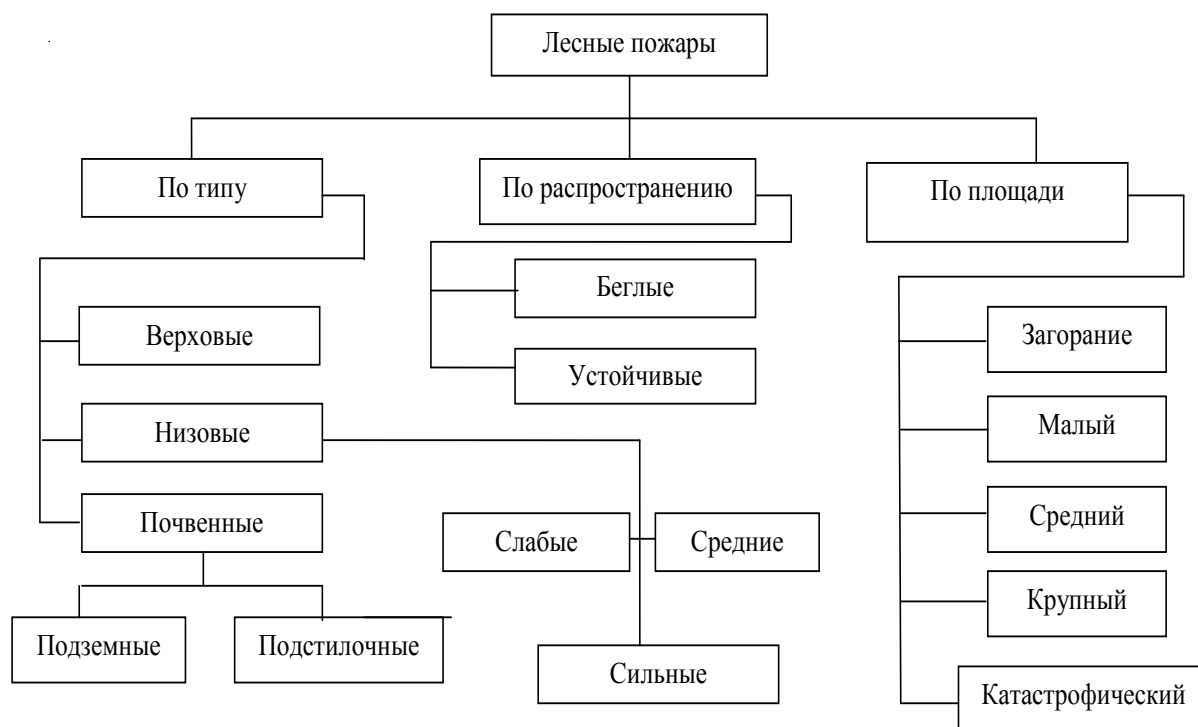 Лесные пожары
По типу
По распространению
По площади
Верховые
Низовые
Почвенные
Подземные
Подстилочные
Беглые
Устойчивые
Слабые
Средние
Сильные
Загорание
Малый
Средний
Крупный
Катастрофический